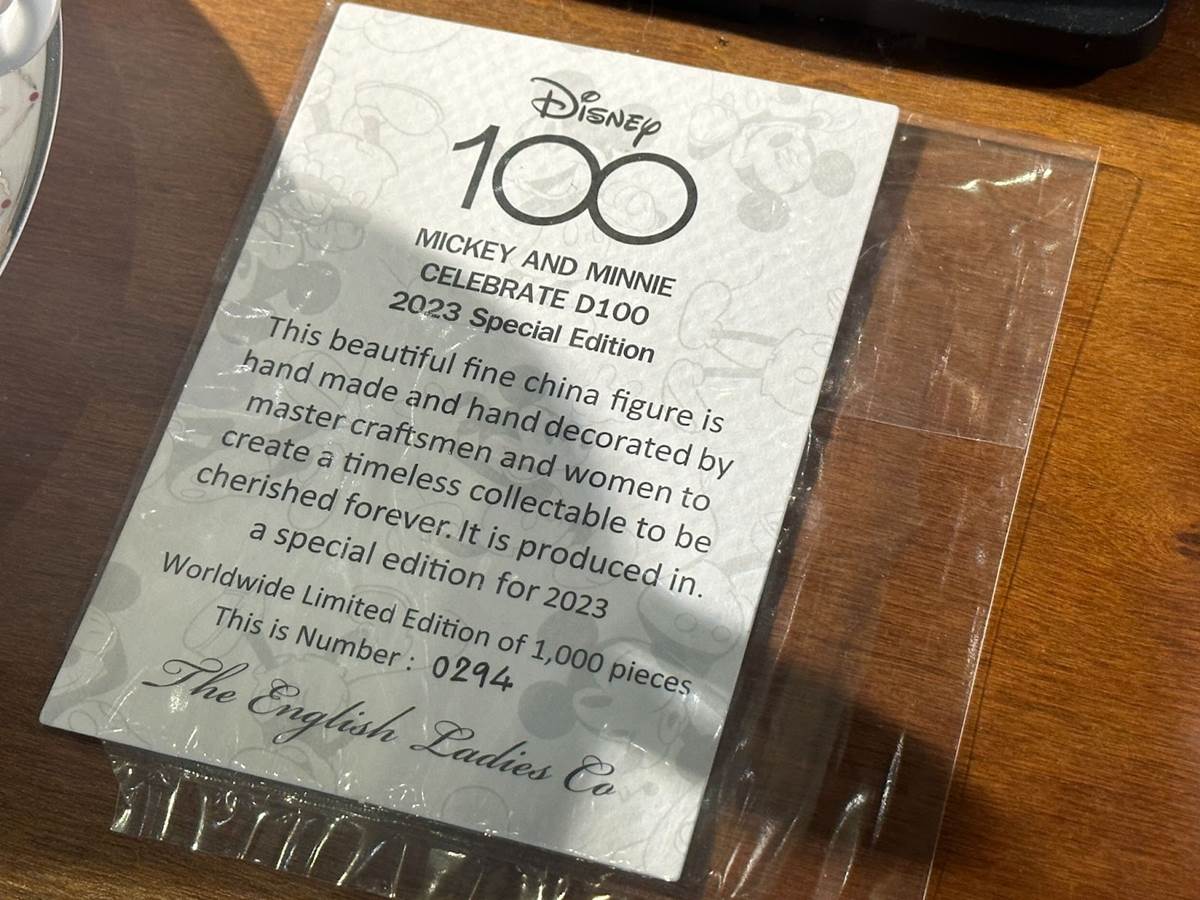 Disney
100
MICKEY AND MINNIE
CELEBRATE D100
2023 Special Edition
This beautiful fine china figure is
hand made and hand decorated by
master craftsmen and women to
create a timeless collectable to be
cherished forever. It is produced in.
a special edition for 2023
Worldwide Limited Edition of 1,000 pieces
This is Number : 0294
The English Ladies Co